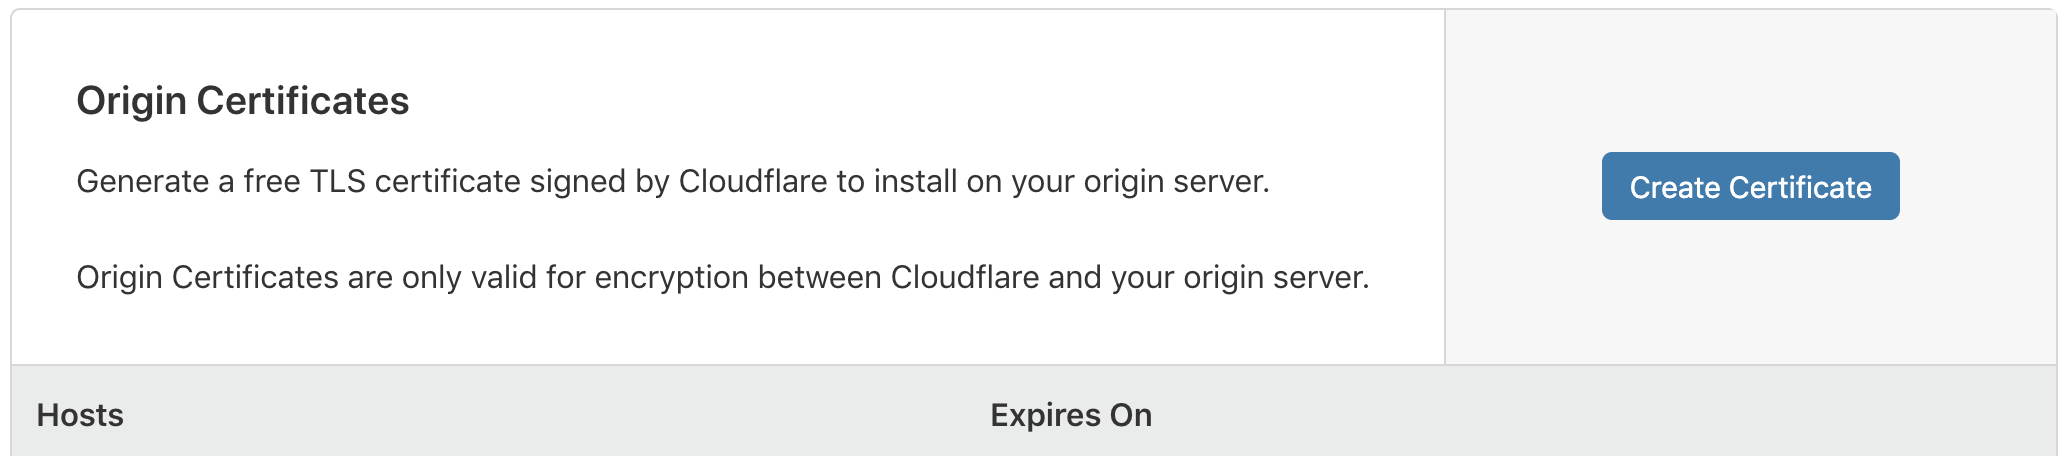 Origin Certificates
Generate a free TLS certificate signed by Cloudflare to install on your origin server.
Create Certificate
Origin Certificates are only valid for encryption between Cloudflare and your origin server.
Hosts
Expires On